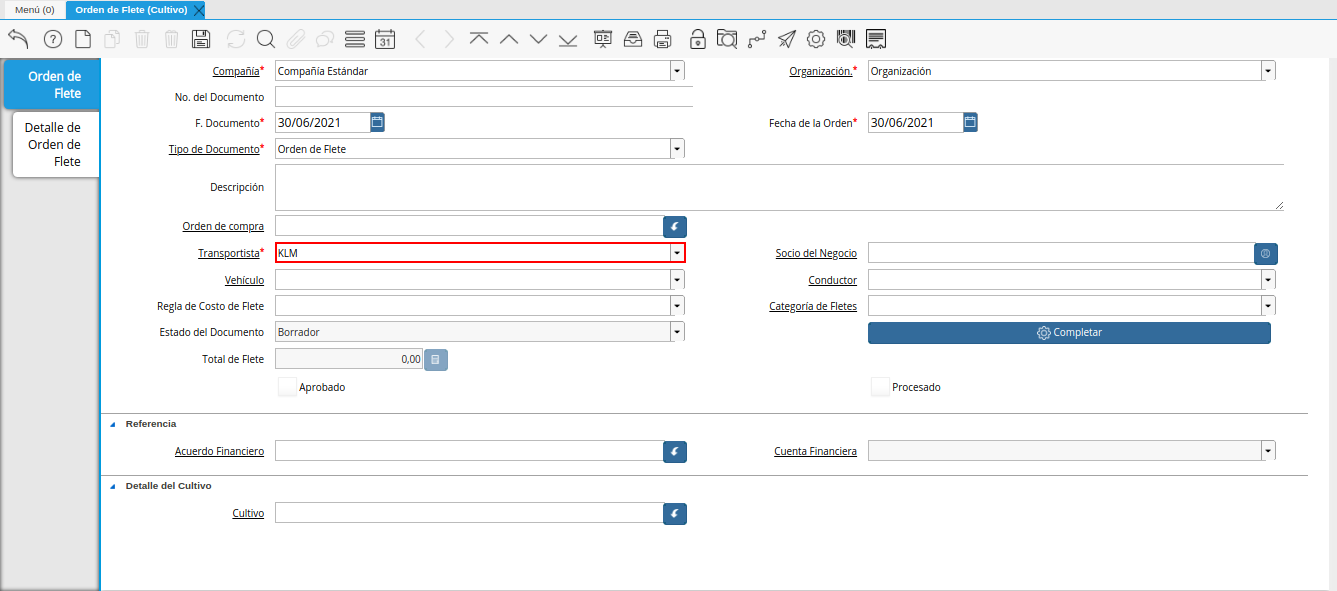 Menú (0) Orden de Flete (Cultivo)
31
Orden de
Flete
Detalle de
Orden de
Flete
Compañía* Compañía Estándar Organización.* Organización
No. del Documento
F. Documento* 30/06/2021 Fecha de la Orden* 30/06/2021
Tipo de Documento* Orden de Flete
Descripción
Orden de compra
Transportista* KLM Socio del Negocio
Vehículo Conductor
Regla de Costo de Flete Categoría de Fletes
Estado del Documento Borrador Completar
Total de Flete 0,00
Aprobado Procesado
Referencia
Acuerdo Financiero Cuenta Financiera
Detalle del Cultivo
Cultivo